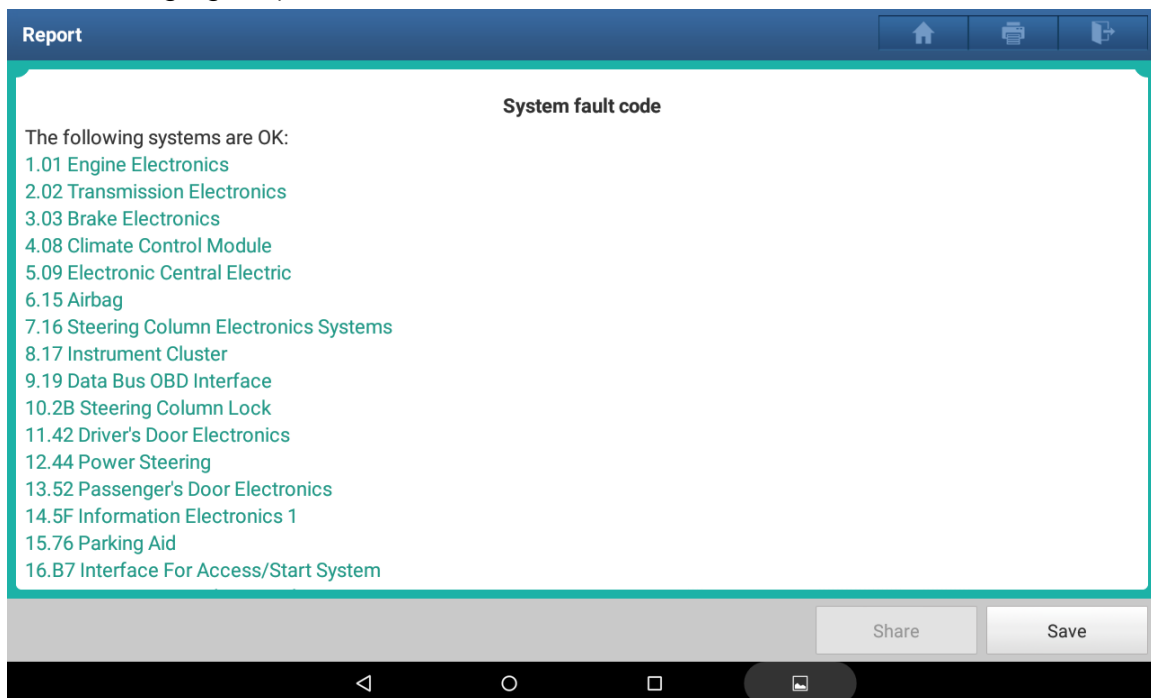 Report
System fault code
The following systems are OK:
1.01 Engine Electronics
2.02 Transmission Electronics
3.03 Brake Electronics
4.08 Climate Control Module
5.09 Electronic Central Electric
6.15 Airbag
7.16 Steering Column Electronics Systems
8.17 Instrument Cluster
9.19 Data Bus OBD Interface
10.2B Steering Column Lock
11.42 Driver's Door Electronics
12.44 Power Steering
13.52 Passenger's Door Electronics
14.5F Information Electronics 1
15.76 Parking Aid
16.B7 Interface For Access/Start System
Share
Save